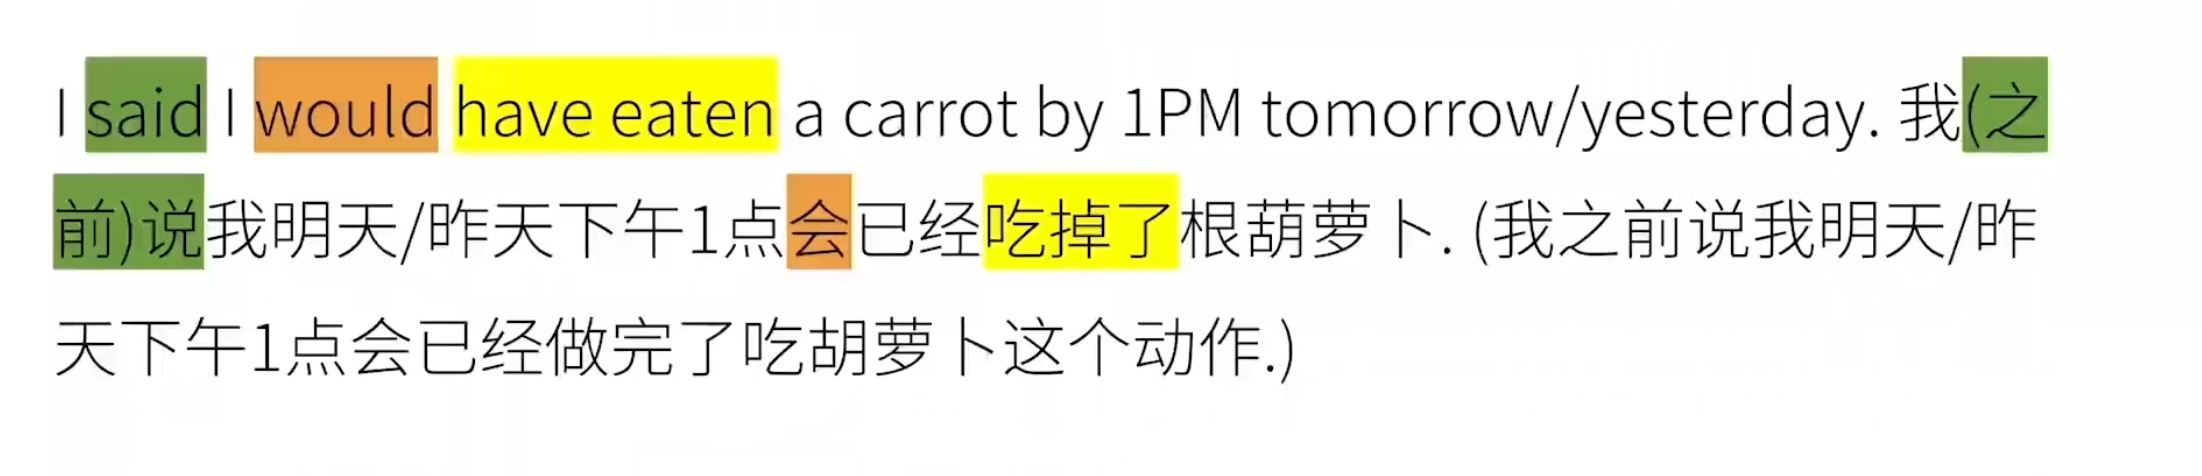 I said I would have eaten a carrot by 1PM tomorrow/yesterday. 我(之
前)说我明天/昨天下午1点会已经吃掉了根葫萝卜. (我之前说我明天/昨
天下午1点会已经做完了吃胡萝卜这个动作.)